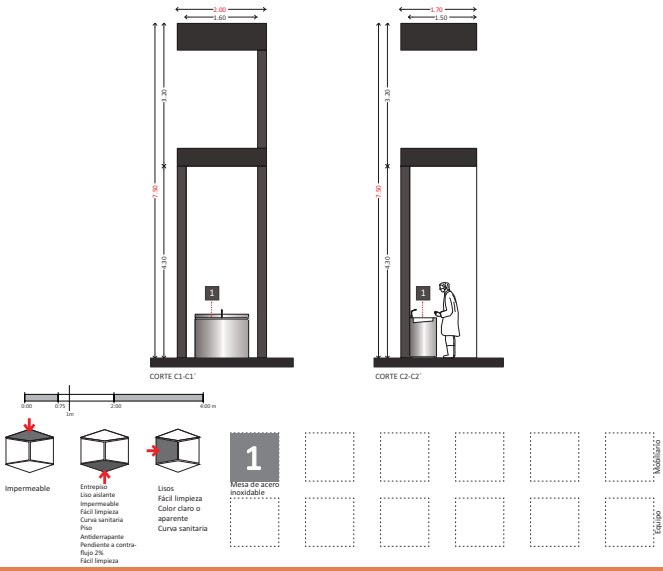 2.00
1.60
3.20
7.50
4.30
1
CORTE C1-C1´
1.70
1.50
3.20
7.50
4.30
1
CORTE C2-C2´
0:00
0:75
2:00
4:00 m
1m
Impermeable
Entrepiso
Liso aislante
Impermeable
Fácil limpieza
Curva sanitaria
Piso
Antiderrapante
Pendiente a contra-
flujo 2%
Fácil limpieza
Lisos
Fácil limpieza
Color claro o
aparente
Curva sanitaria
1
Mesa de acero
inoxidable
Mobiliario
Equipo